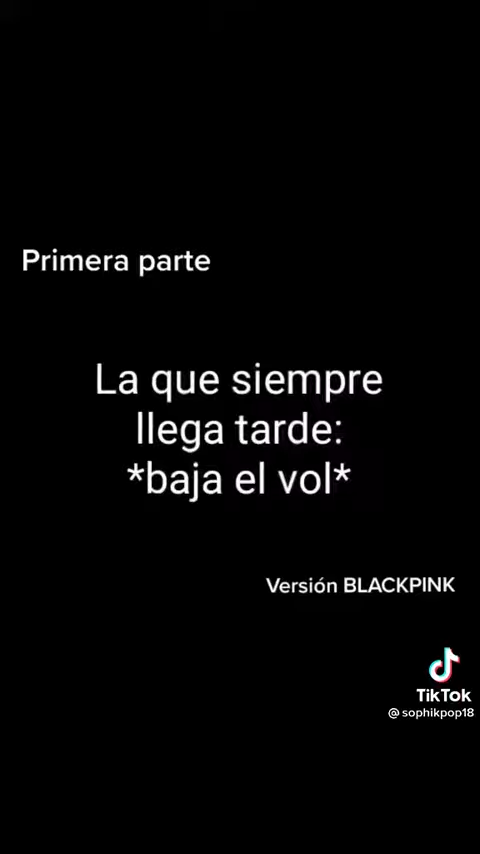 Primera parte
La que siempre
llega tarde:
*baja el vol*
Versión BLACKPINK
TikTok
@sophikpop18